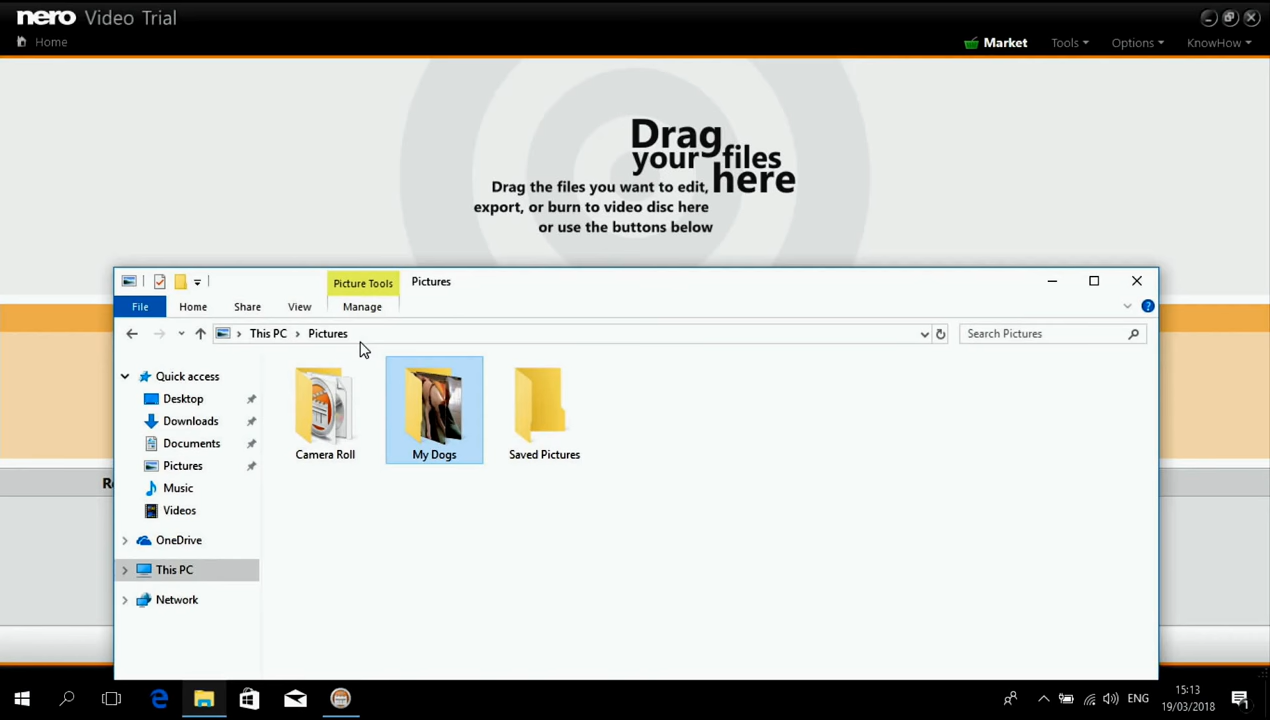 nero Video Trial
Home
Market
Tools
Options
KnowHow
Drag
your files
here
Drag the files you want to edit,
export, or burn to video disc here
or use the buttons below
Picture Tools
Pictures
File
Home
Share
View
Manage
This PC
Pictures
Search Pictures
Quick access
Desktop
Downloads
Documents
Pictures
Music
Videos
OneDrive
This PC
Network
Camera Roll
My Dogs
Saved Pictures
ENG
15:13
19/03/2018